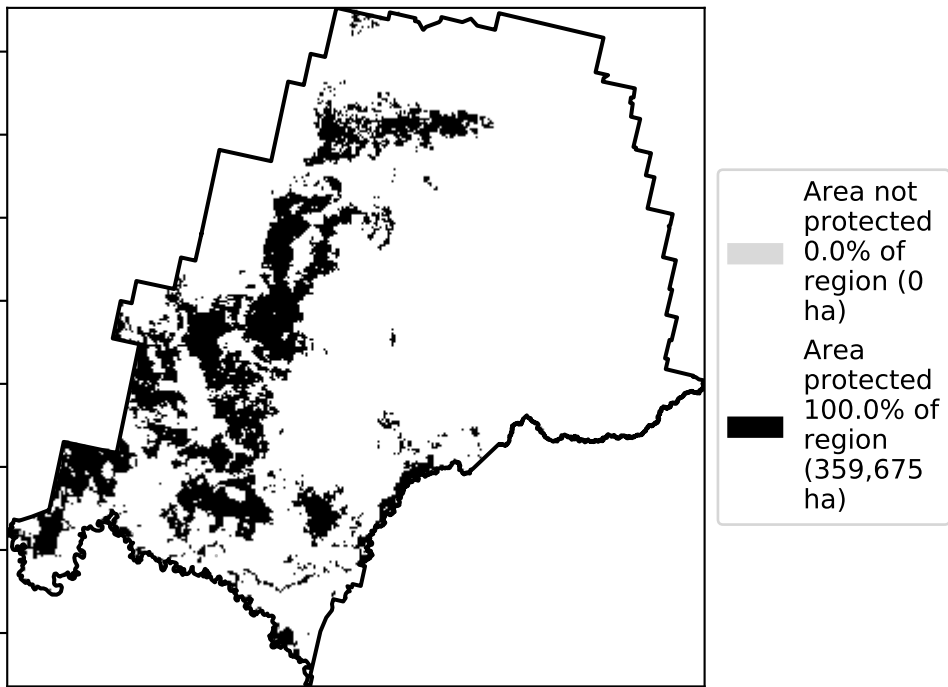 Area not
protected
0.0% of
region (0
ha)
Area
protected
100.0% of
region
(359,675
ha)